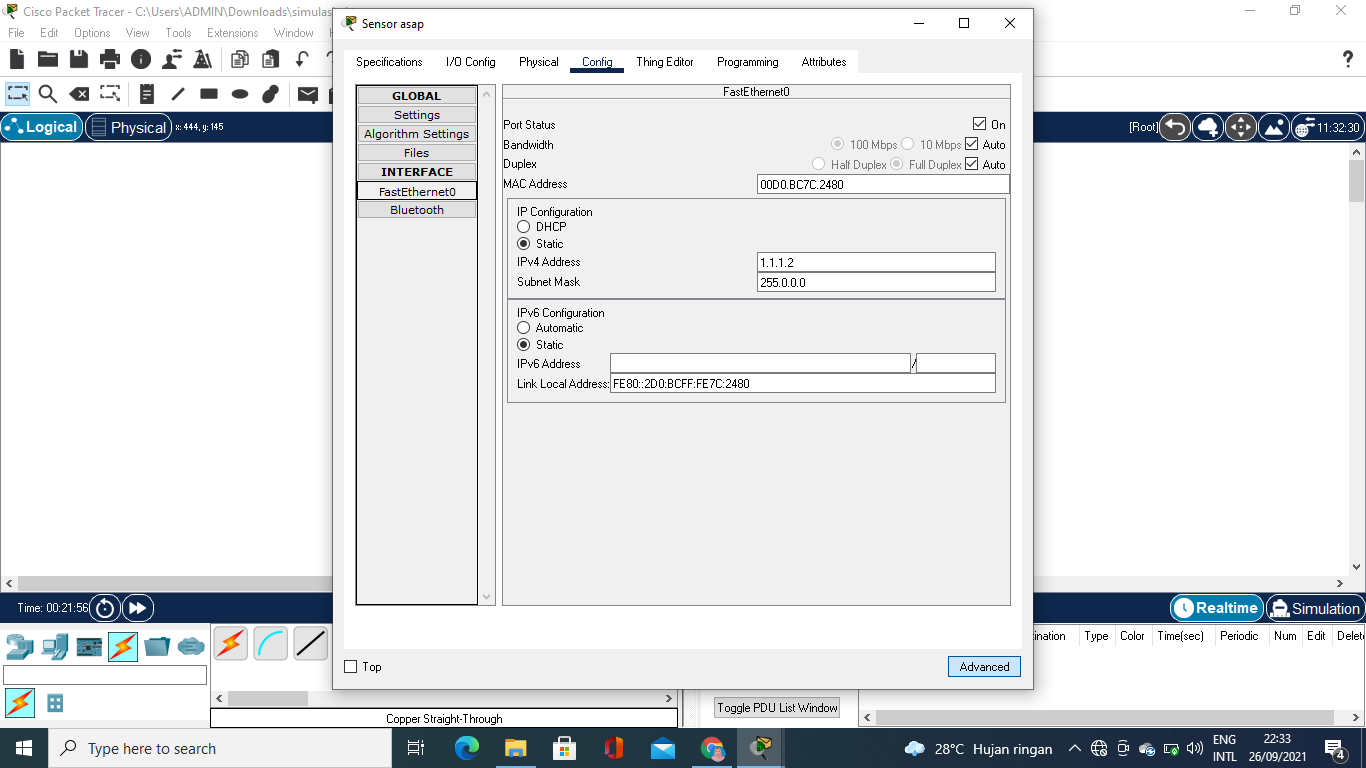 Cisco Packet Tracer - C:\Users\ADMIN\Downloads\simulas
Sensor asap
File Edit Options View Tools Extensions Window
Specifications I/O Config Physical Config Thing Editor Programming Attributes
?
GLOBAL
Settings
Algorithm Settings
Files
INTERFACE
FastEthernet0
Bluetooth
FastEthernet0
Port Status On
Bandwidth 100 Mbps 10 Mbps Auto
Duplex Half Duplex Full Duplex Auto
MAC Address 00D0.BC7C.2480
IP Configuration
DHCP
Static
IPv4 Address 1.1.1.2
Subnet Mask 255.0.0.0
IPv6 Configuration
Automatic
Static
IPv6 Address /
Link Local Address: FE80::2D0:BCFF:FE7C:2480
Top Advanced
Logical Physical x: 444, y: 145
[Root] 11:32:30
Time: 00:21:56
Realtime Simulation
Type Color Time(sec) Periodic Num Edit
Toggle PDU List Window
Copper Straight-Through
Type here to search
28°C Hujan ringan
ENG
INTL
22:33
26/09/2021
4